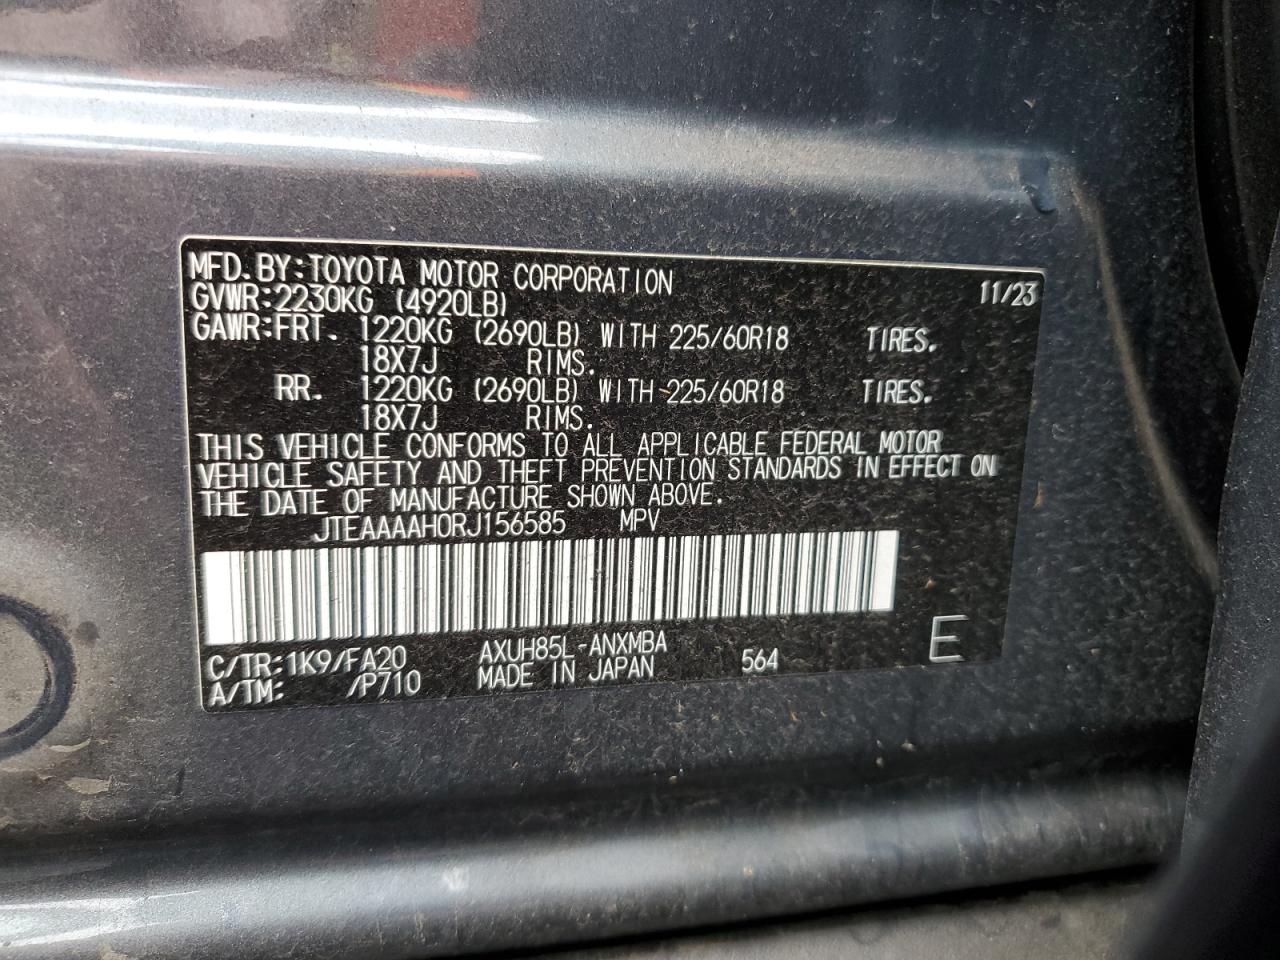 MFD.BY:TOYOTA MOTOR CORPORATION 11/23
GVWR:2230KG (4920LB)
GAWR:FRT. 1220KG (2690LB) WITH 225/60R18 TIRES.
18X7J RIMS.
RR. 1220KG (2690LB) WITH 225/60R18 TIRES.
18X7J RIMS.
THIS VEHICLE CONFORMS TO ALL APPLICABLE FEDERAL MOTOR
VEHICLE SAFETY AND THEFT PREVENTION STANDARDS IN EFFECT ON
THE DATE OF MANUFACTURE SHOWN ABOVE.
JTEAAAAH0RJ156585 MPV
C/TR:1K9/FA20 AXUH85L-ANXMBA 564 E
A/TM: /P710 MADE IN JAPAN